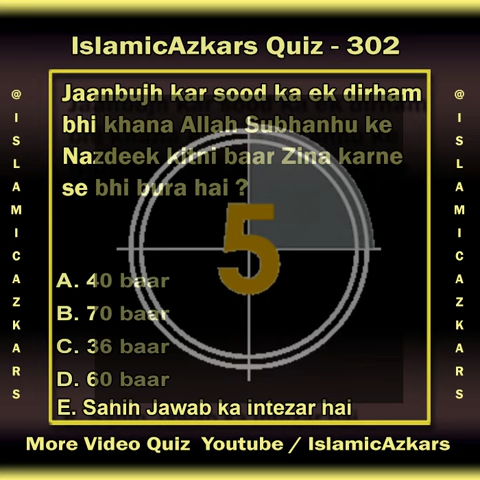 IslamicAzkars Quiz - 302
Jaanbujh kar sood ka ek dirham
bhi khana Allah Subhanhu ke
Nazdeek kitni baar Zina karne
se bhi bura hai ?
5
A. 40 baar
B. 70 baar
C. 36 baar
D. 60 baar
E. Sahih Jawab ka intezar hai
@ISLAMICAZKARS
@ISLAMICAZKARS
More Video Quiz Youtube / IslamicAzkars